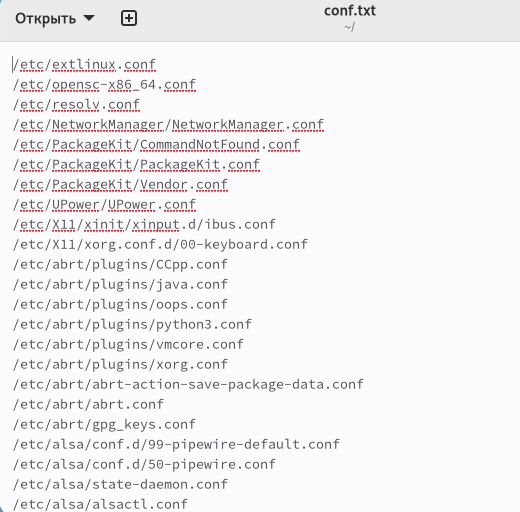 Открыть
conf.txt
~/
/etc/extlinux.conf
/etc/opensc-x86_64.conf
/etc/resolv.conf
/etc/NetworkManager/NetworkManager.conf
/etc/PackageKit/CommandNotFound.conf
/etc/PackageKit/PackageKit.conf
/etc/PackageKit/Vendor.conf
/etc/UPower/UPower.conf
/etc/X11/xinit/xinput.d/ibus.conf
/etc/X11/xorg.conf.d/00-keyboard.conf
/etc/abrt/plugins/CCpp.conf
/etc/abrt/plugins/java.conf
/etc/abrt/plugins/oops.conf
/etc/abrt/plugins/python3.conf
/etc/abrt/plugins/vmcore.conf
/etc/abrt/plugins/xorg.conf
/etc/abrt/abrt-action-save-package-data.conf
/etc/abrt/abrt.conf
/etc/abrt/gpg_keys.conf
/etc/alsa/conf.d/99-pipewire-default.conf
/etc/alsa/conf.d/50-pipewire.conf
/etc/alsa/state-daemon.conf
/etc/alsa/alsactl.conf